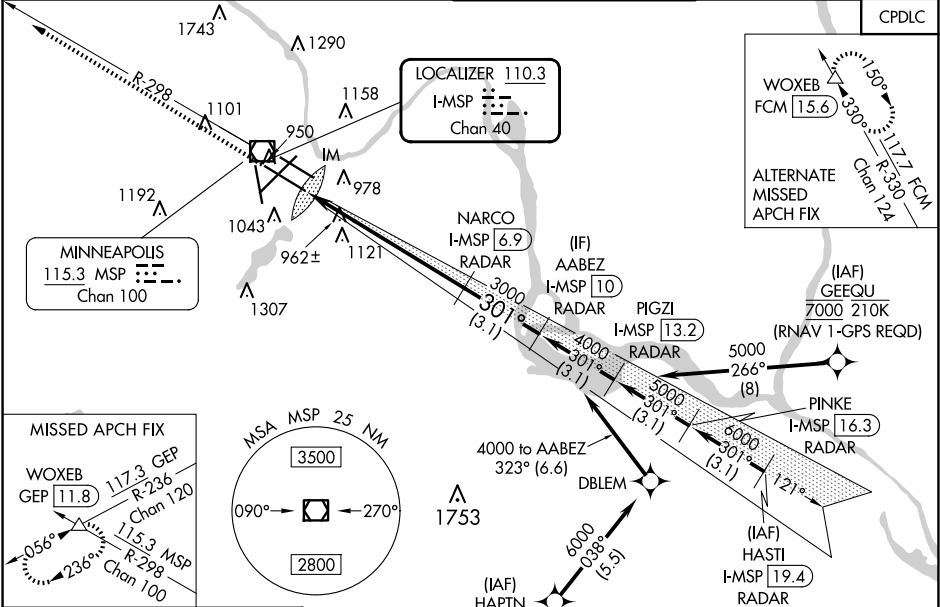 CPDLC
1743
1290
R-298
1101
1158
950
IM
978
1192
1043
962±
1121
1307
LOCALIZER 110.3
I-MSP
Chan 40
WOXEB
FCM 15.6
150°
330°
117.7 FCM
R-330
Chan 124
ALTERNATE
MISSED
APCH FIX
MINNEAPOLIS
115.3 MSP
Chan 100
NARCO
I-MSP 6.9
RADAR
(IF)
AABEZ
I-MSP 10
RADAR
PIGZI
I-MSP 13.2
RADAR
(IAF)
GEEQU
7000 210K
(RNAV 1-GPS REQD)
3000
301°
(3.1)
4000
301°
(3.1)
5000
301°
(3.1)
6000
301°
(3.1)
121°
5000
266°
(8)
PINKE
I-MSP 16.3
RADAR
4000 to AABEZ
323° (6.6)
DBLEM
6000
038°
(5.5)
(IAF)
HAPTN
(IAF)
HASTI
I-MSP 19.4
RADAR
MISSED APCH FIX
WOXEB
GEP 11.8
117.3 GEP
R-236
Chan 120
056°
236°
115.3 MSP
R-298
Chan 100
MSA MSP 25 NM
3500
090°
270°
2800
1753